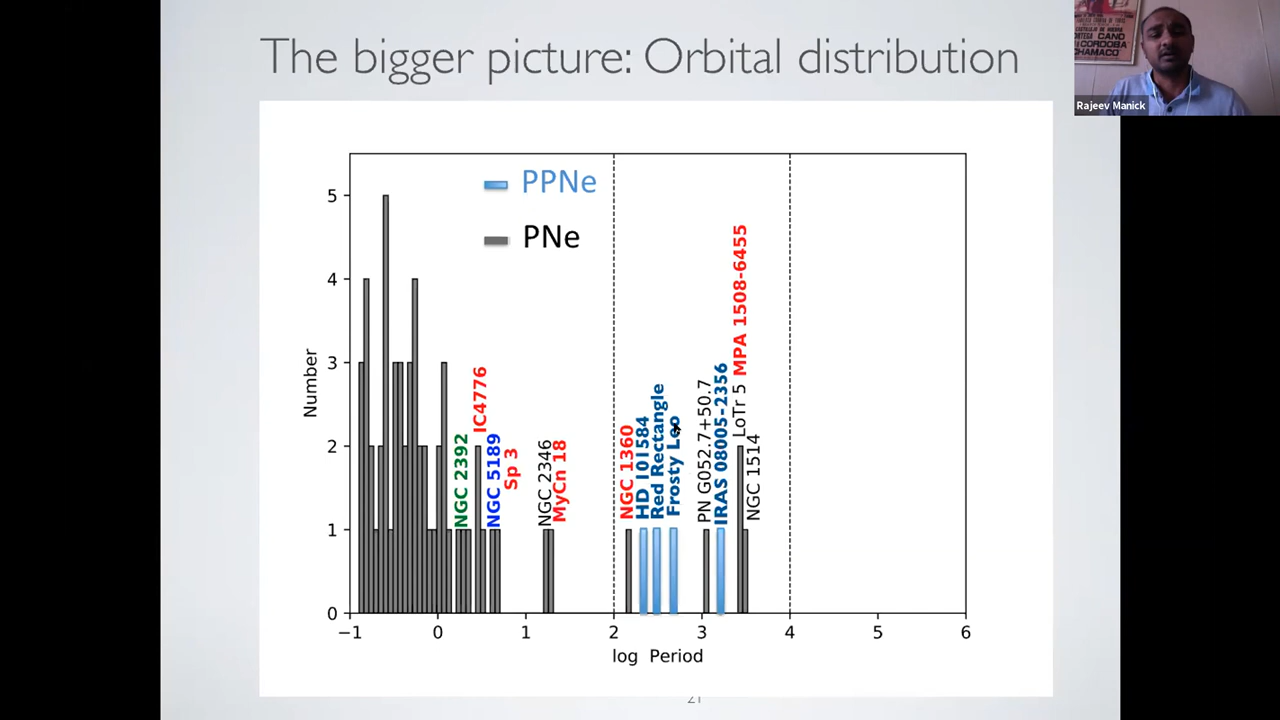 The bigger picture: Orbital distribution
CORDOBA
CHAMACO
Rajeev Manick
PPNe
PNe
5
4
3
2
1
0
Number
NGC 2392
IC4776
NGC 5189
Sp 3
NGC 2346
MyCn 18
NGC 1360
HD 101584
Red Rectangle
Frosty Leo
PN G052.7+50.7
IRAS 08005-2356
LoTr 5
MPA 1508-6455
NGC 1514
−1
0
1
2
3
4
5
6
log Period
21